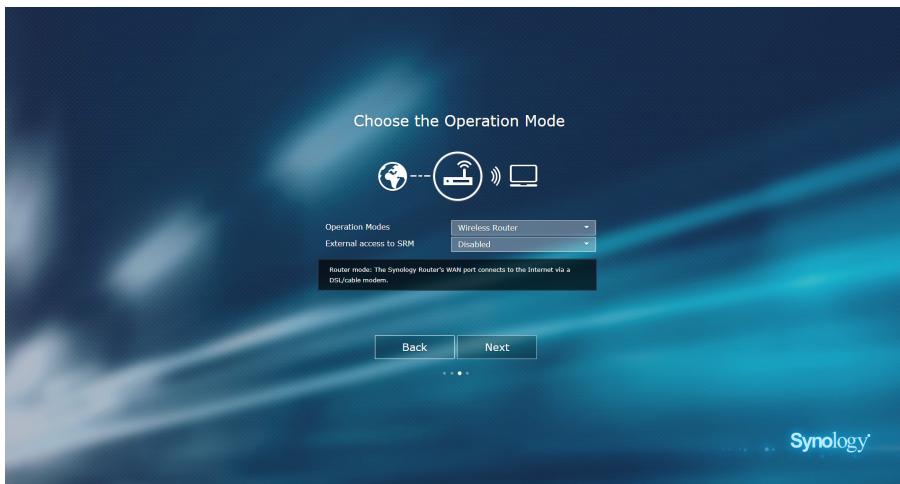 Choose the Operation Mode
Operation Modes Wireless Router
External access to SRM Disabled
Router mode: The Synology Router's WAN port connects to the Internet via a
DSL/cable modem.
Back Next
Synology